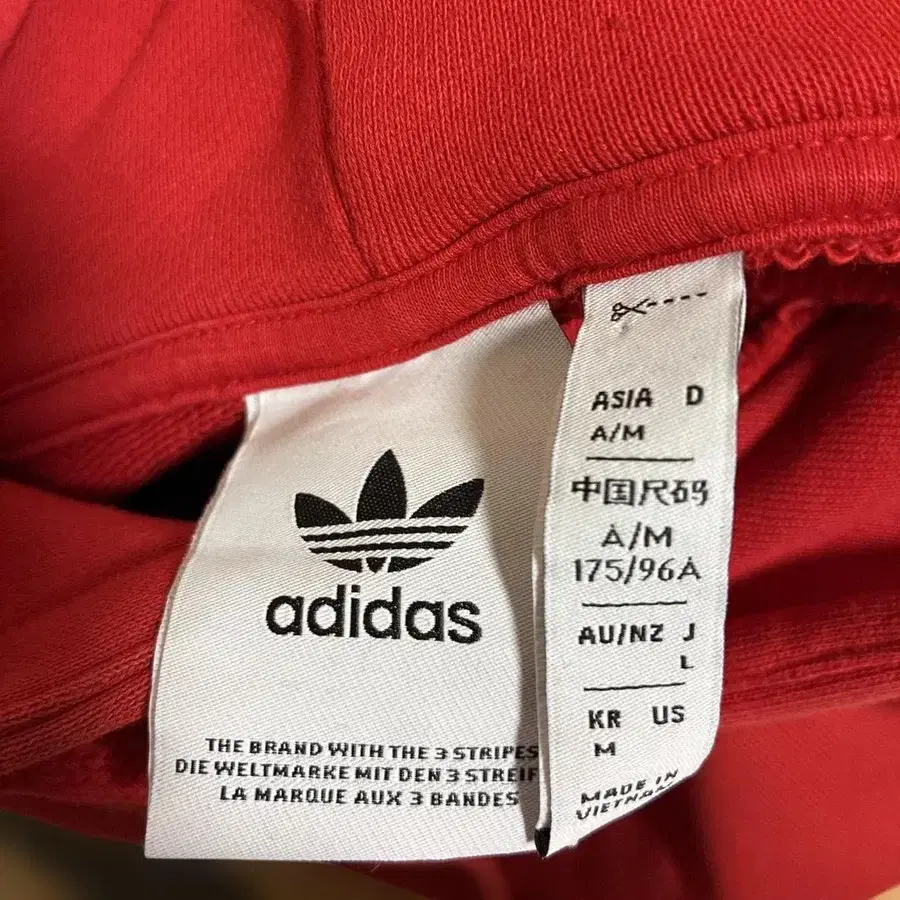 adidas
THE BRAND WITH THE 3 STRIPES
DIE WELTMARKE MIT DEN 3 STREIF
LA MARQUE AUX 3 BANDES
ASIA D
A/M
中国尺码
A/M
175/96A
AU/NZ J
L
KR US
M
MADE IN
VIETNAM